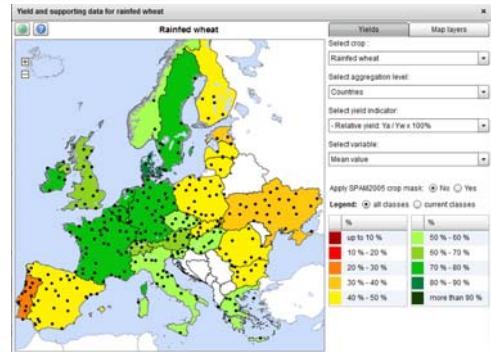 Yield and supporting data for rainfed wheat
Rainfed wheat
Yields
Map layers
Select crop :
Rainfed wheat
Select aggregation level:
Countries
Select yield indicator:
- Relative yield: Ya / Yw x 100%
Select variable:
Mean value
Apply SPAM2005 crop mask: No Yes
Legend: all classes current classes
% %
up to 10 % 50 % - 60 %
10 % - 20 % 60 % - 70 %
20 % - 30 % 70 % - 80 %
30 % - 40 % 80 % - 90 %
40 % - 50 % more than 90 %